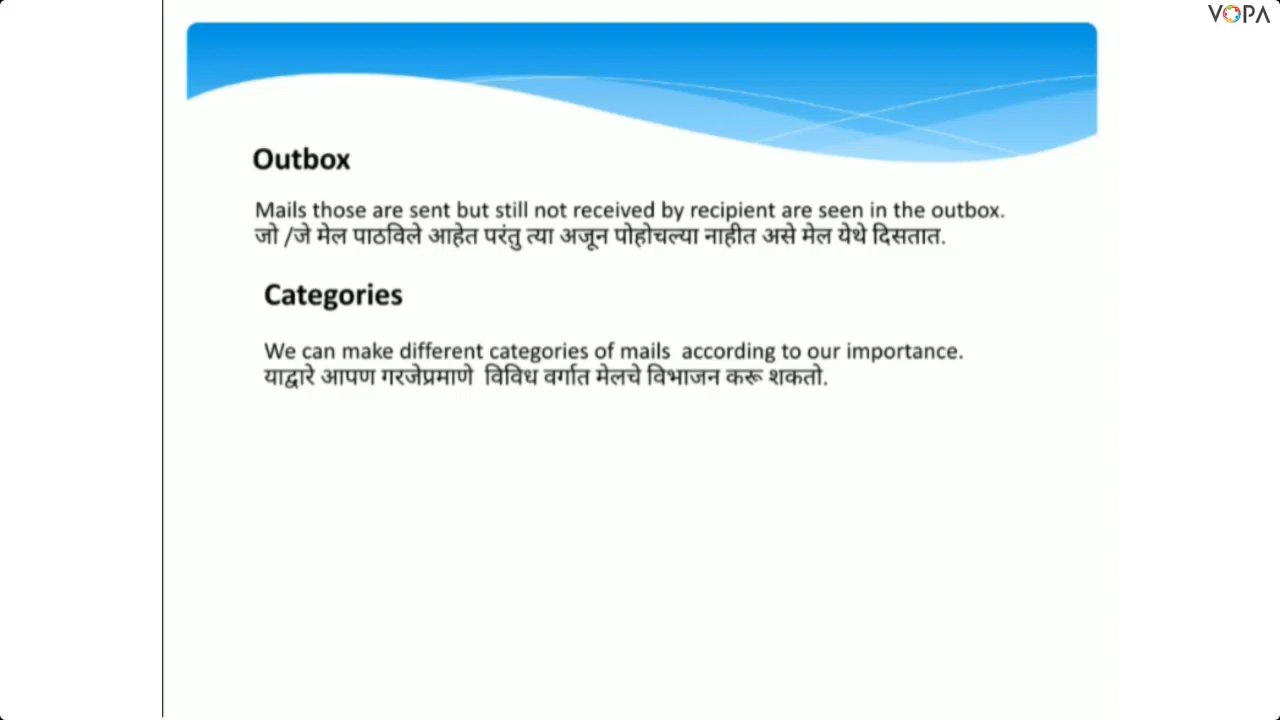 VOPA
Outbox
Mails those are sent but still not received by recipient are seen in the outbox.
जो /जे मेल पाठविले आहेत परंतु त्या अजून पोहोचल्या नाहीत असे मेल येथे दिसतात.
Categories
We can make different categories of mails  according to our importance.
याद्वारे आपण गरजेप्रमाणे  विविध वर्गात मेलचे विभाजन करू शकतो.